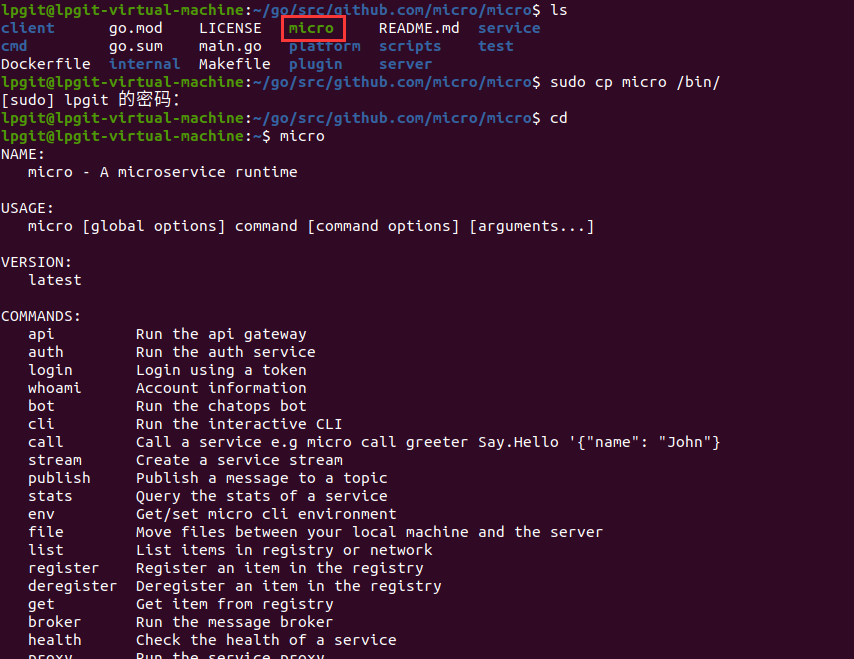 lpgit@lpgit-virtual-machine:~/go/src/github.com/micro/micro$ ls
client go.mod LICENSE micro README.md service
cmd go.sum main.go platform scripts test
Dockerfile internal Makefile plugin server
lpgit@lpgit-virtual-machine:~/go/src/github.com/micro/micro$ sudo cp micro /bin/
[sudo] lpgit 的密码：
lpgit@lpgit-virtual-machine:~/go/src/github.com/micro/micro$ cd
lpgit@lpgit-virtual-machine:~$ micro
NAME:
micro - A microservice runtime
USAGE:
micro [global options] command [command options] [arguments...]
VERSION:
latest
COMMANDS:
api Run the api gateway
auth Run the auth service
login Login using a token
whoami Account information
bot Run the chatops bot
cli Run the interactive CLI
call Call a service e.g micro call greeter Say.Hello '{"name": "John"}
stream Create a service stream
publish Publish a message to a topic
stats Query the stats of a service
env Get/set micro cli environment
file Move files between your local machine and the server
list List items in registry or network
register Register an item in the registry
deregister Deregister an item in the registry
get Get item from registry
broker Run the message broker
health Check the health of a service
proxy Run the service proxy